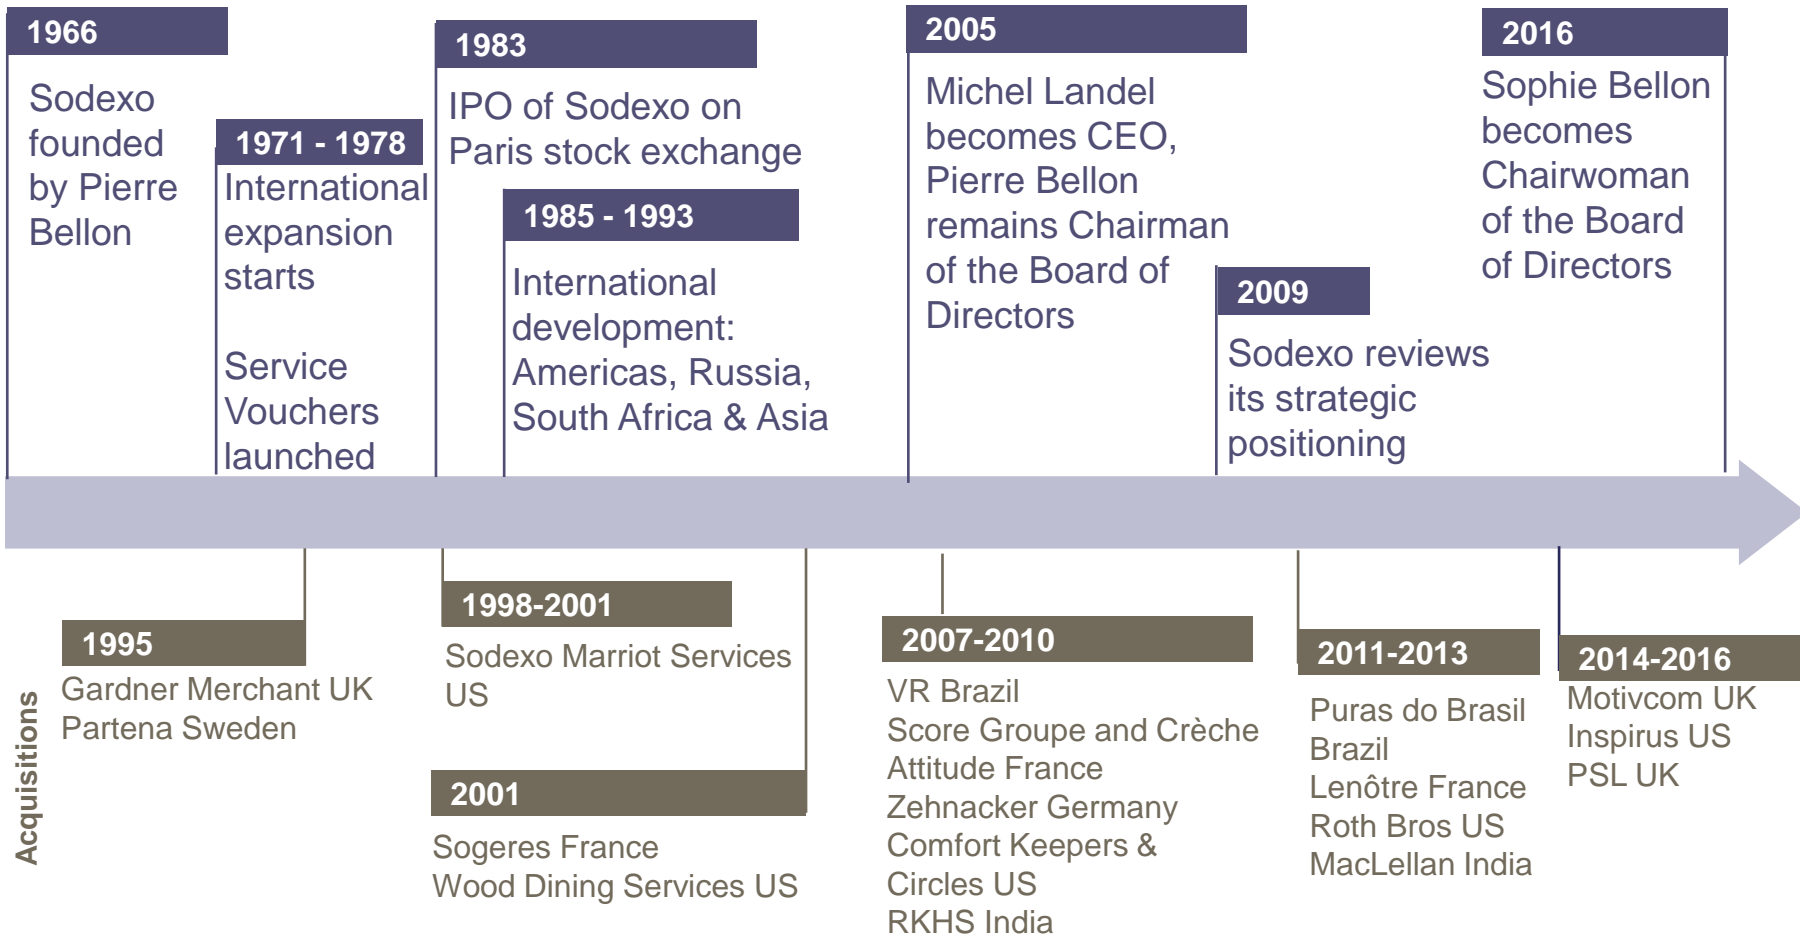 1966
Sodexo
founded
by Pierre
Bellon
1971 - 1978
International
expansion
starts
Service
Vouchers
launched
1983
IPO of Sodexo on
Paris stock exchange
1985 - 1993
International
development:
Americas, Russia,
South Africa & Asia
2005
Michel Landel
becomes CEO,
Pierre Bellon
remains Chairman
of the Board of
Directors
2009
Sodexo reviews
its strategic
positioning
2016
Sophie Bellon
becomes
Chairwoman
of the Board
of Directors
Acquisitions
1995
Gardner Merchant UK
Partena Sweden
1998-2001
Sodexo Marriot Services
US
2001
Sogeres France
Wood Dining Services US
2007-2010
VR Brazil
Score Groupe and Crèche
Attitude France
Zehnacker Germany
Comfort Keepers &
Circles US
RKHS India
2011-2013
Puras do Brasil
Brazil
Lenôtre France
Roth Bros US
MacLellan India
2014-2016
Motivcom UK
Inspirus US
PSL UK